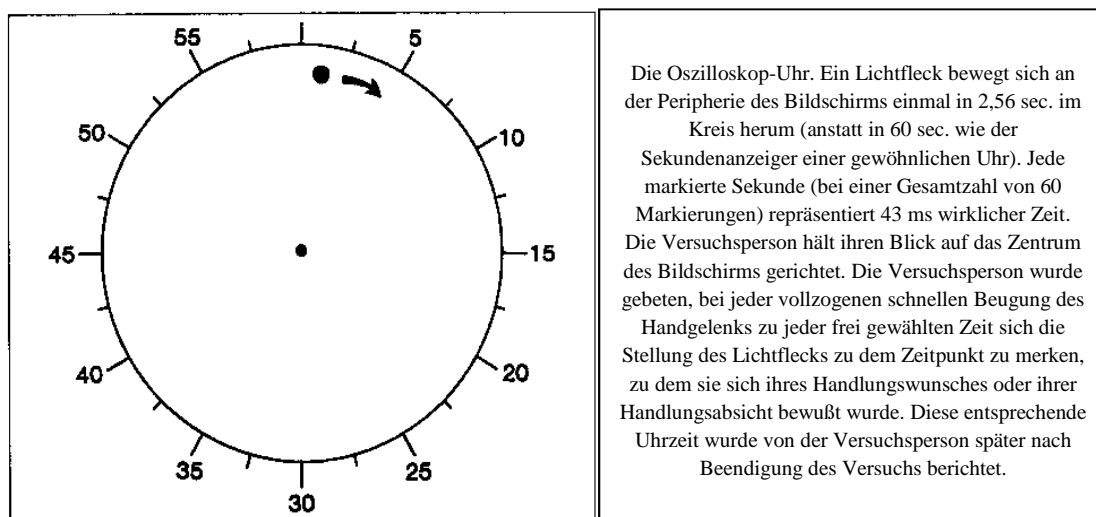 55
5
50
10
45
15
40
20
35
25
30
Die Oszilloskop-Uhr. Ein Lichtfleck bewegt sich an
der Peripherie des Bildschirms einmal in 2,56 sec. im
Kreis herum (anstatt in 60 sec. wie der
Sekundenanzeiger einer gewöhnlichen Uhr). Jede
markierte Sekunde (bei einer Gesamtzahl von 60
Markierungen) repräsentiert 43 ms wirklicher Zeit.
Die Versuchsperson hält ihren Blick auf das Zentrum
des Bildschirms gerichtet. Die Versuchsperson wurde
gebeten, bei jeder vollzogenen schnellen Beugung des
Handgelenks zu jeder frei gewählten Zeit sich die
Stellung des Lichtflecks zu dem Zeitpunkt zu merken,
zu dem sie sich ihres Handlungswunsches oder ihrer
Handlungsabsicht bewußt wurde. Diese entsprechende
Uhrzeit wurde von der Versuchsperson später nach
Beendigung des Versuchs berichtet.